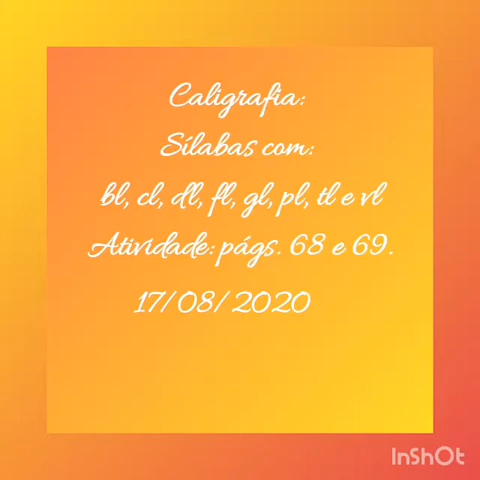 Caligrafia:
Sílabas com:
bl, cl, dl, fl, gl, pl, tl e vl
Atividade: págs. 68 e 69.
17/08/2020
InShOt